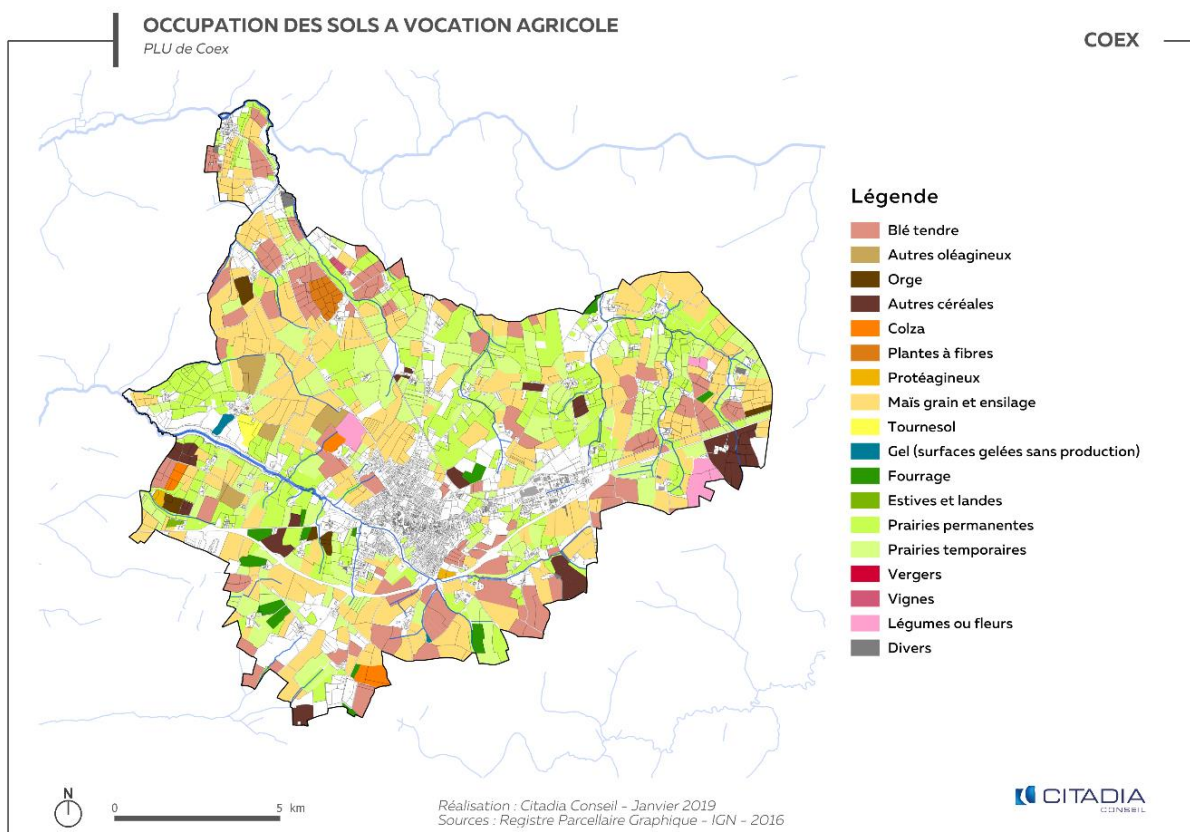 OCCUPATION DES SOLS A VOCATION AGRICOLE
PLU de Coex
COEX
Légende
Blé tendre
Autres oléagineux
Orge
Autres céréales
Colza
Plantes à fibres
Protéagineux
Maïs grain et ensilage
Tournesol
Gel (surfaces gelées sans production)
Fourrage
Estives et landes
Prairies permanentes
Prairies temporaires
Vergers
Vignes
Légumes ou fleurs
Divers
N
0 5 km
Réalisation : Citadia Conseil - Janvier 2019
Sources : Registre Parcellaire Graphique - IGN - 2016
CITADIA
CONSEIL